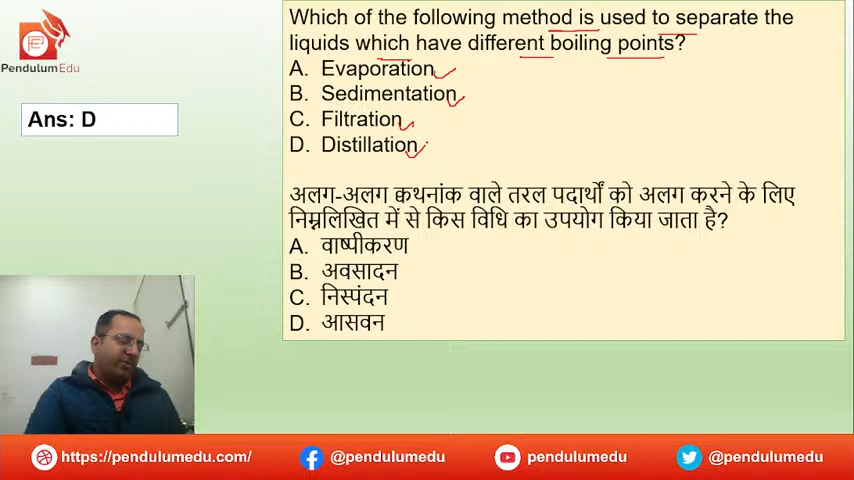 Which of the following method is used to separate the
liquids which have different boiling points?
A. Evaporation
B. Sedimentation
C. Filtration
D. Distillation
अलग-अलग क्वथनांक वाले तरल पदार्थों को अलग करने के लिए
निम्नलिखित में से किस विधि का उपयोग किया जाता है?
A. वाष्पीकरण
B. अवसादन
C. निस्पंदन
D. आसवन
PendulumEdu
Ans: D
https://pendulumedu.com/
@pendulumedu
pendulumedu
@pendulumedu